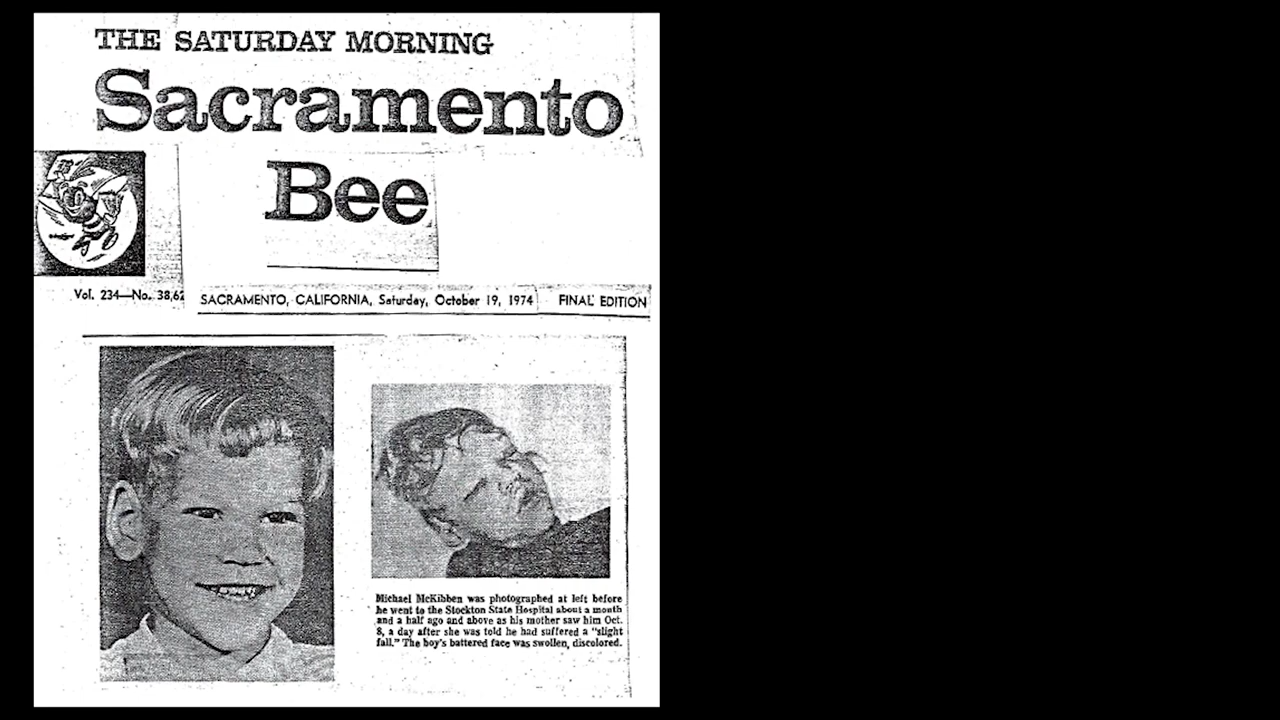 THE SATURDAY MORNING
Sacramento
Bee
Vol. 234—No. 38,62
SACRAMENTO, CALIFORNIA, Saturday, October 19, 1974
FINAL EDITION
Michael McKibben was photographed at left before
he went to the Stockton State Hospital about a month
and a half ago and above as his mother saw him Oct.
8, a day after she was told he had suffered a "slight
fall." The boy's battered face was swollen, discolored.